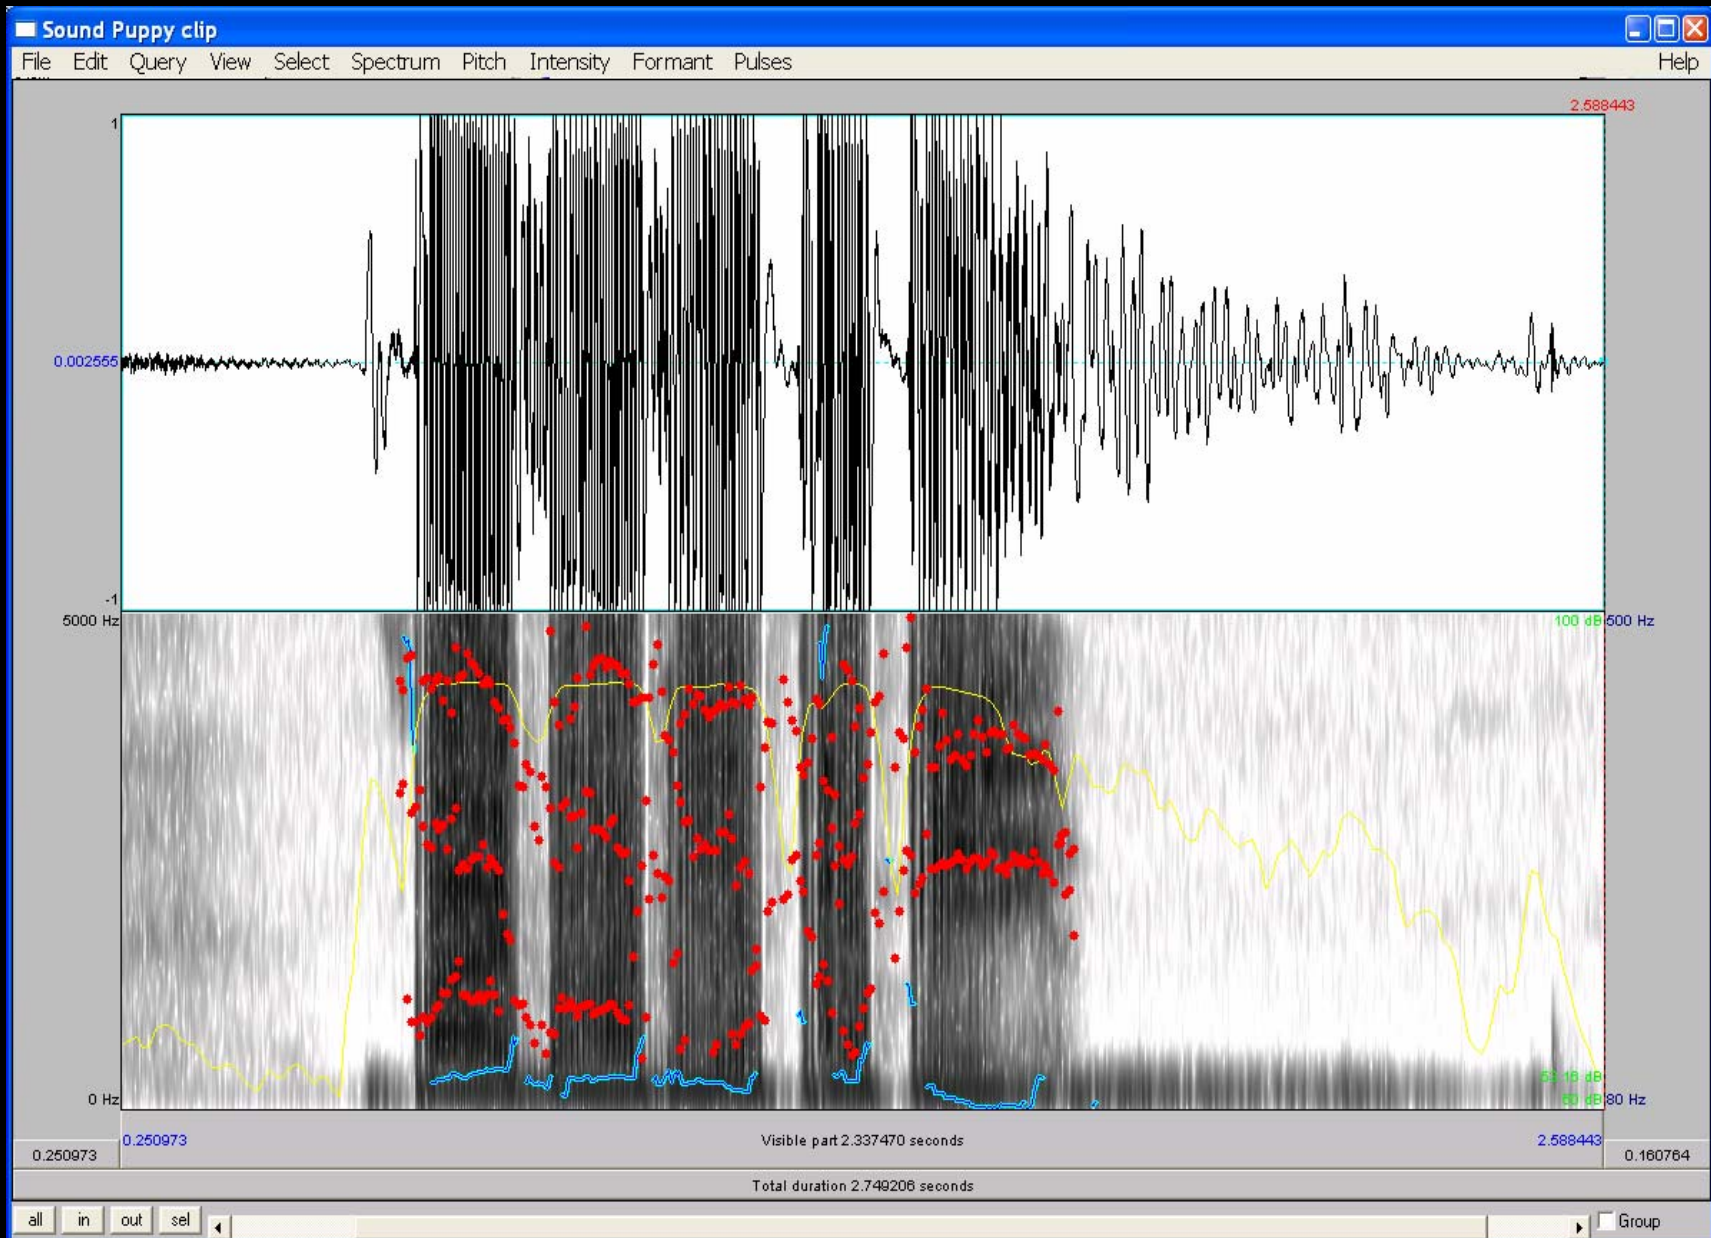 Sound Puppy clip
File Edit Query View Select Spectrum Pitch Intensity Formant Pulses Help
2.588443
1
0.002555
-1
5000 Hz 100 dB 500 Hz
0 Hz 50 dB 80 Hz
0.250973 Visible part 2.337470 seconds 2.588443
0.250973 0.160764
Total duration 2.749206 seconds
all in out sel Group